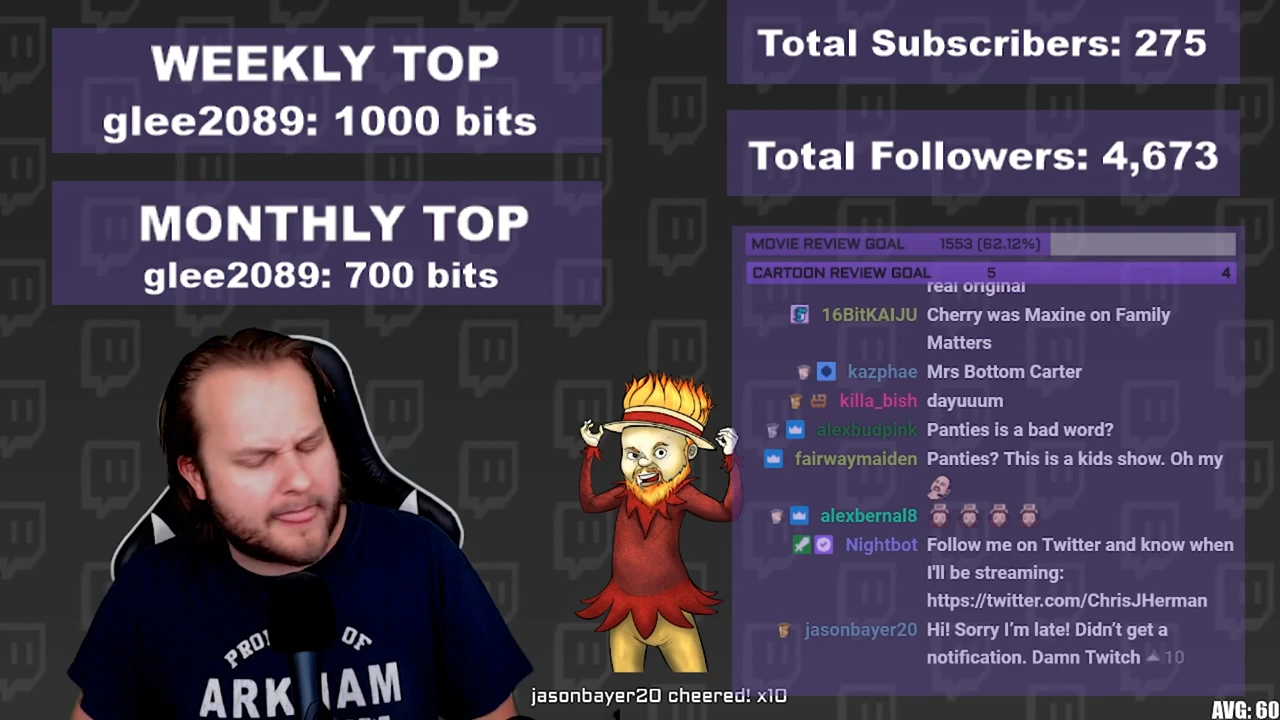 WEEKLY TOP
glee2089: 1000 bits
MONTHLY TOP
glee2089: 700 bits
Total Subscribers: 275
Total Followers: 4,673
MOVIE REVIEW GOAL 1553 (62.12%)
CARTOON REVIEW GOAL 5 4
real original
16BitKAIJU Cherry was Maxine on Family
Matters
kazphae Mrs Bottom Carter
killa_bish dayuuum
alexbudpink Panties is a bad word?
fairwaymaiden Panties? This is a kids show. Oh my
alexbernal8
Nightbot Follow me on Twitter and know when
I'll be streaming:
https://twitter.com/ChrisJHerman
jasonbayer20 Hi! Sorry I'm late! Didn't get a
notification. Damn Twitch 10
jasonbayer20 cheered! x10
OF
ARKHAM
AVG: 60